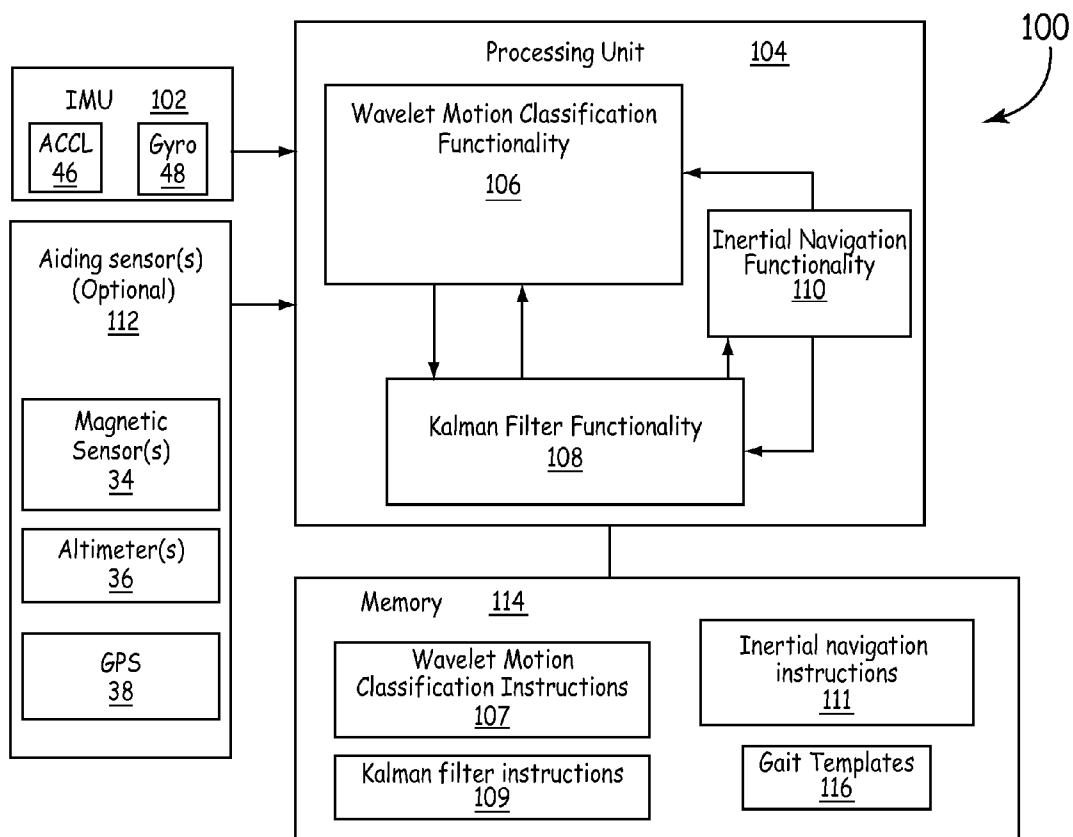 100
Processing Unit 104
IMU 102
ACCL
46
Gyro
48
Wavelet Motion Classification
Functionality
106
Inertial Navigation
Functionality
110
Kalman Filter Functionality
108
Aiding sensor(s)
(Optional)
112
Magnetic
Sensor(s)
34
Altimeter(s)
36
GPS
38
Memory 114
Wavelet Motion
Classification Instructions
107
Kalman filter instructions
109
Inertial navigation
instructions
111
Gait Templates
116